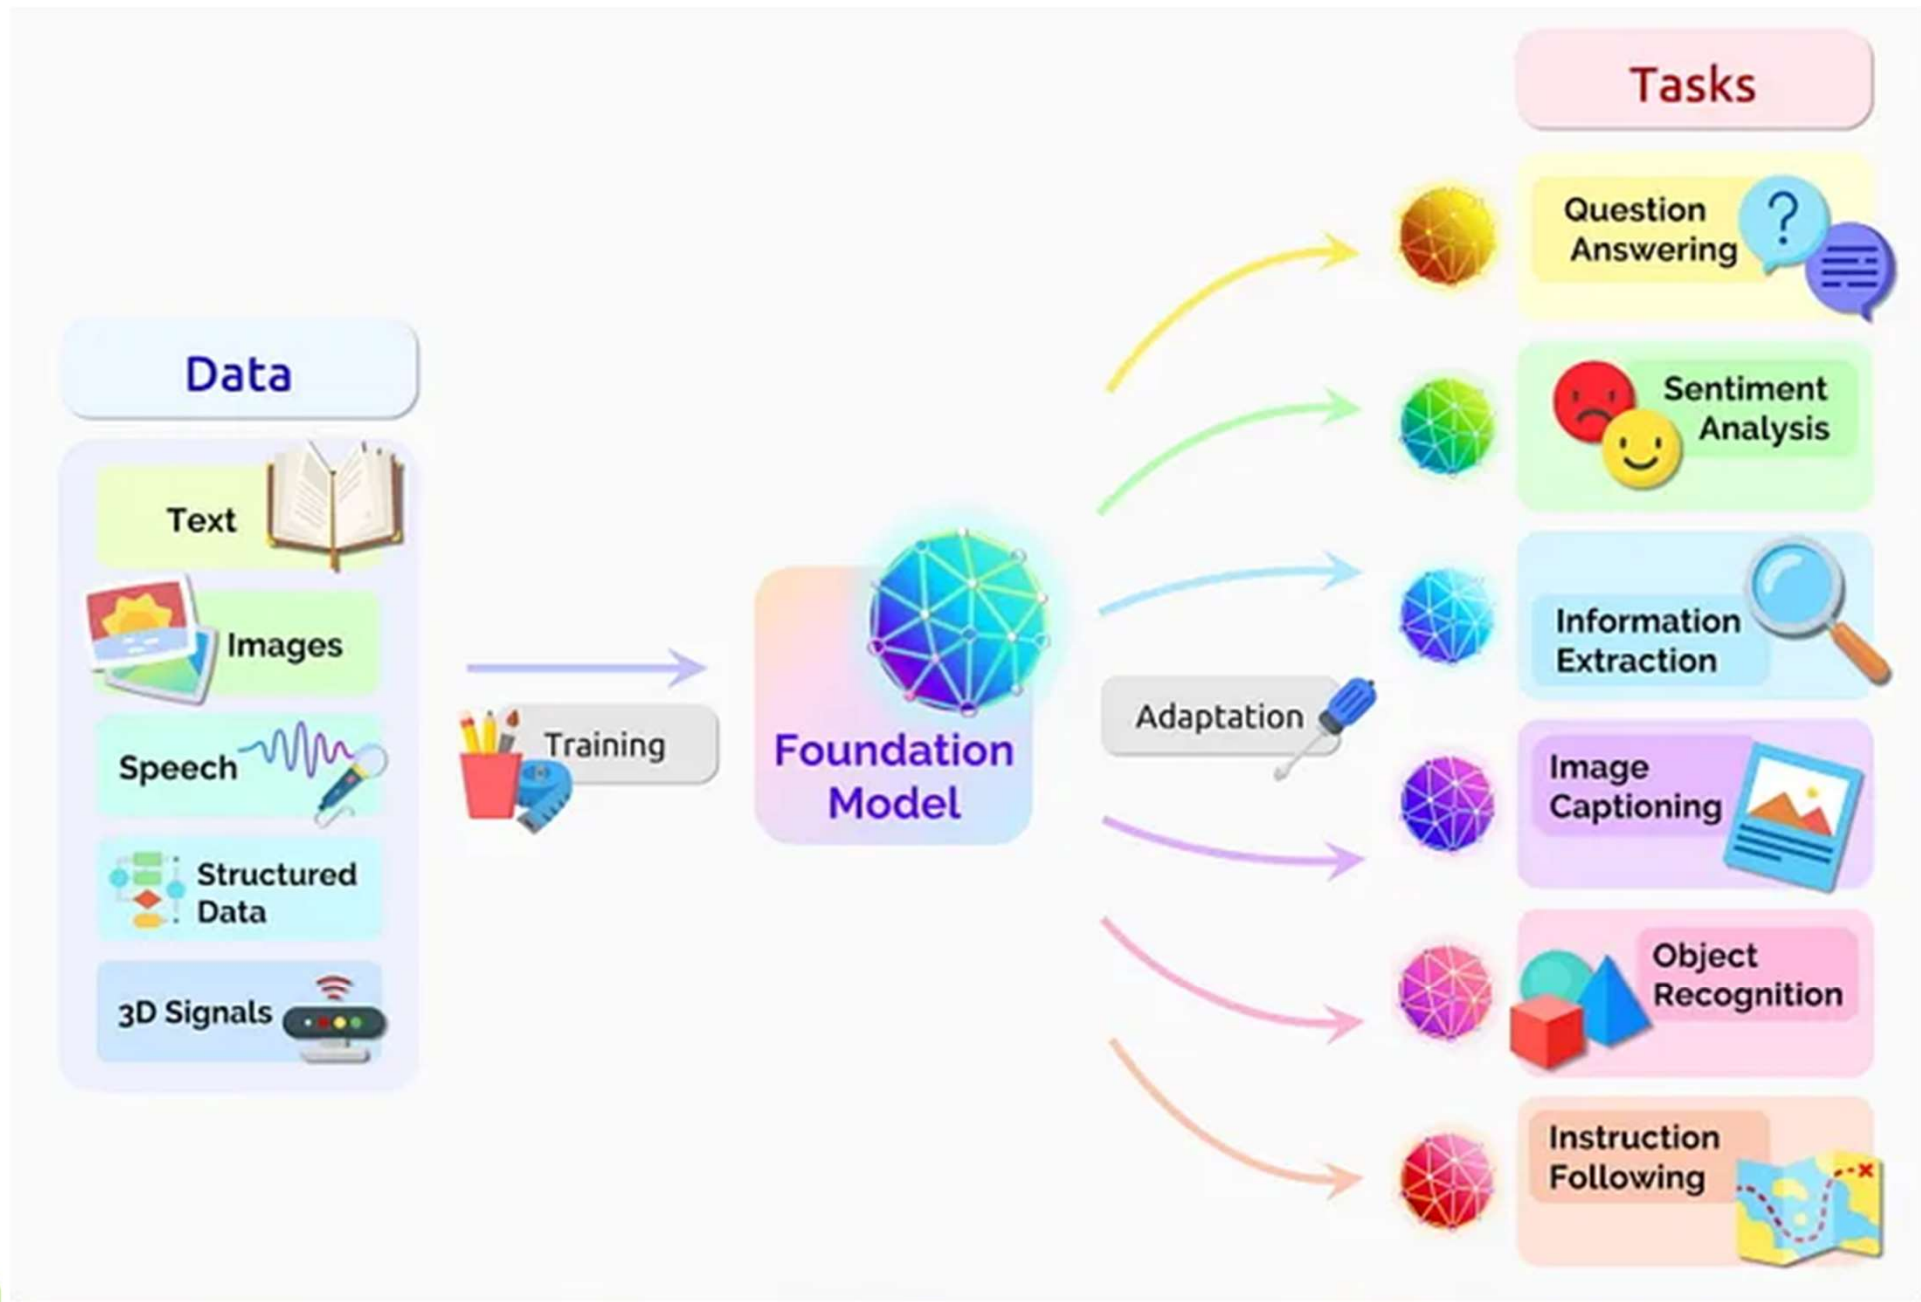 Data
Text
Images
Speech
Structured
Data
3D Signals
Training
Foundation
Model
Adaptation
Tasks
Question
Answering
?
Sentiment
Analysis
Information
Extraction
Image
Captioning
Object
Recognition
Instruction
Following